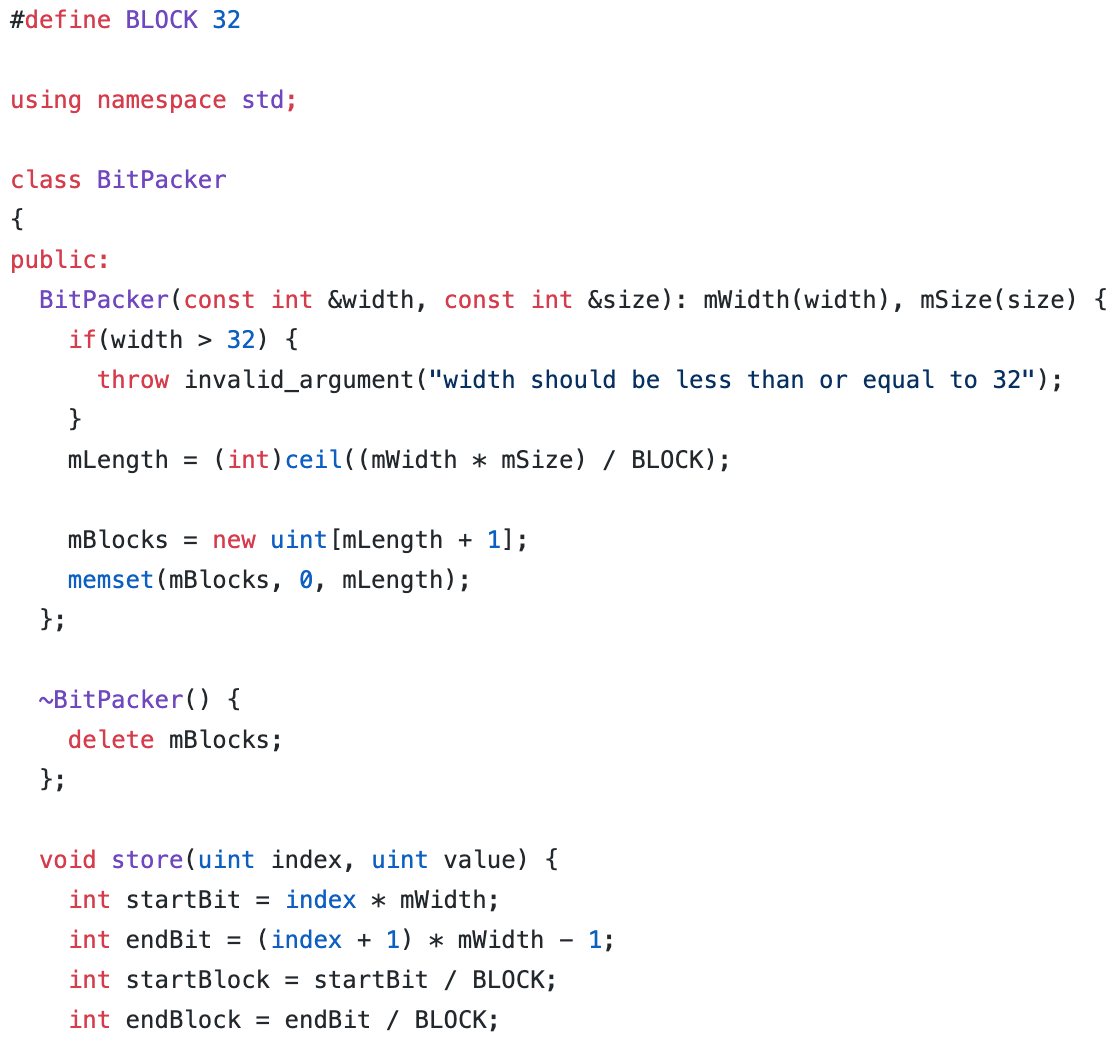 #define BLOCK 32
using namespace std;
class BitPacker
{
public:
  BitPacker(const int &width, const int &size): mWidth(width), mSize(size) {
    if(width > 32) {
      throw invalid_argument("width should be less than or equal to 32");
    }
    mLength = (int)ceil((mWidth * mSize) / BLOCK);
    mBlocks = new uint[mLength + 1];
    memset(mBlocks, 0, mLength);
  };
  ~BitPacker() {
    delete mBlocks;
  };
  void store(uint index, uint value) {
    int startBit = index * mWidth;
    int endBit = (index + 1) * mWidth - 1;
    int startBlock = startBit / BLOCK;
    int endBlock = endBit / BLOCK;